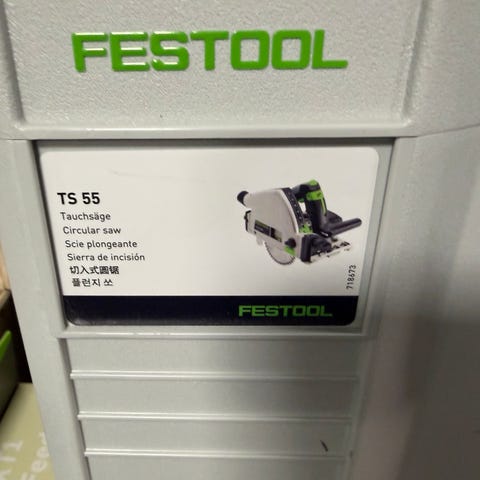 FESTOOL
TS 55
Tauchsäge
Circular saw
Scie plongeante
Sierra de incisión
切入式圆锯
플런지 쏘
718673
FESTOOL